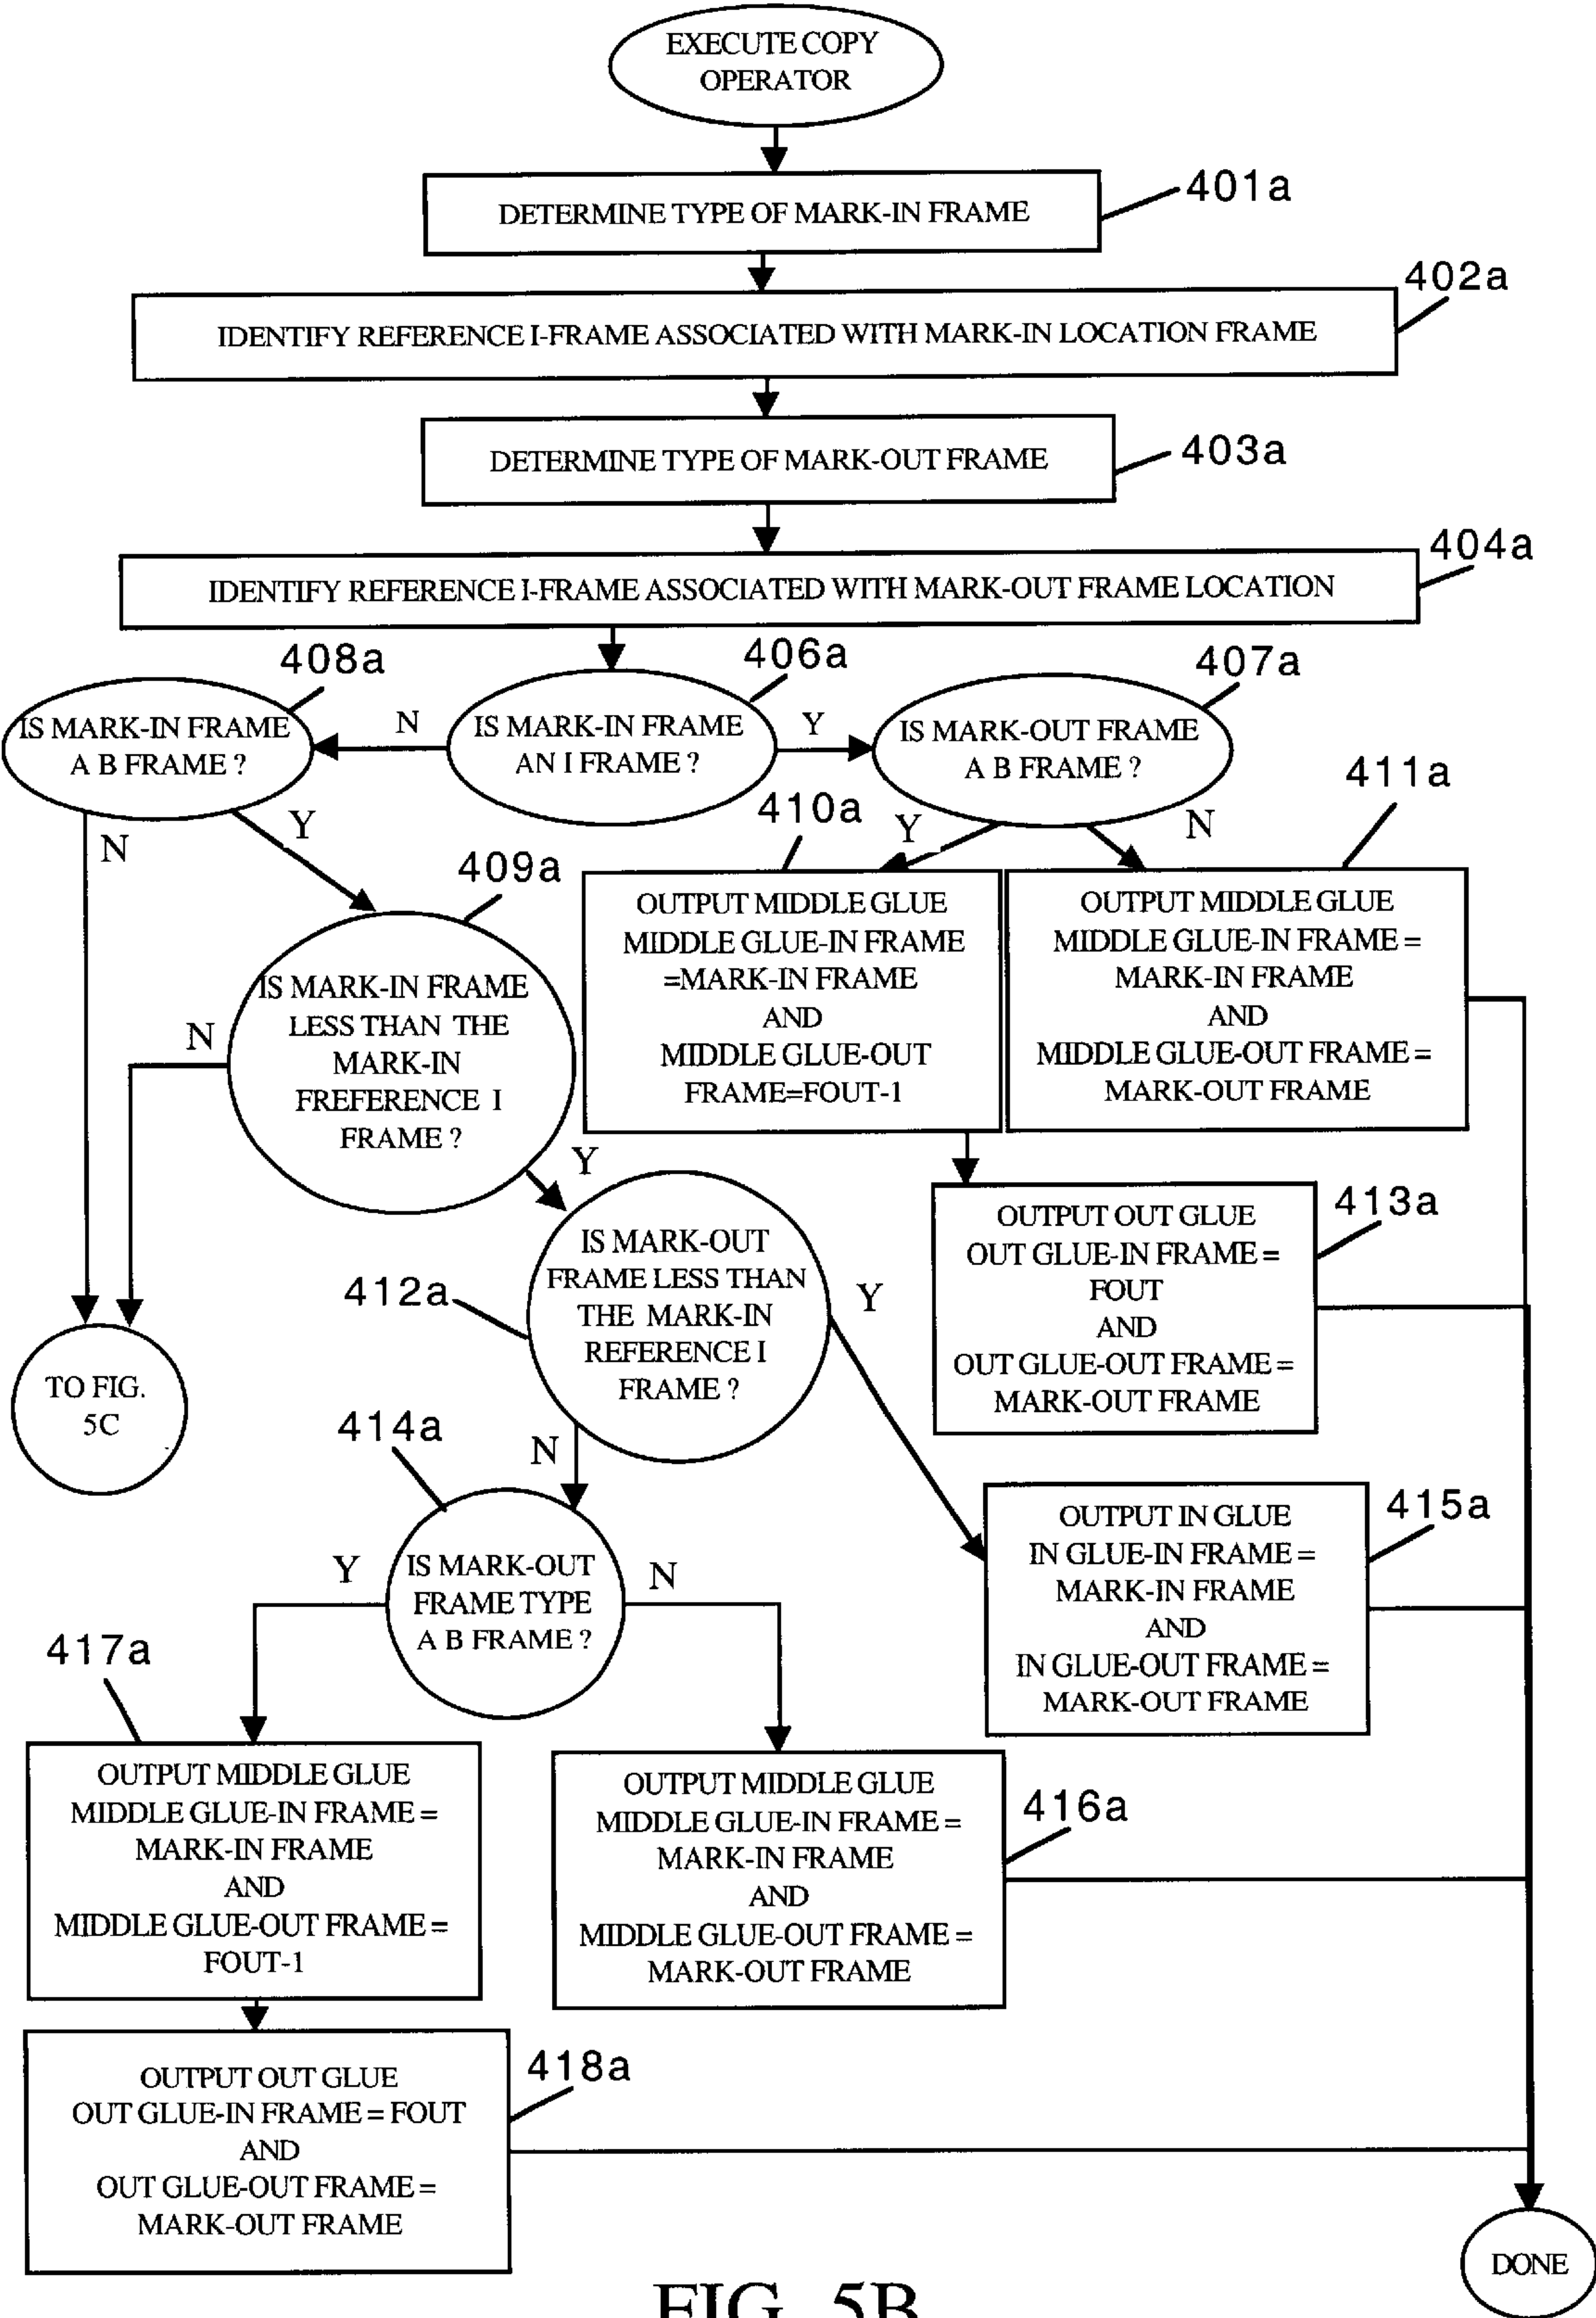 EXECUTE COPY
OPERATOR
DETERMINE TYPE OF MARK-IN FRAME
401a
402a
IDENTIFY REFERENCE I-FRAME ASSOCIATED WITH MARK-IN LOCATION FRAME
DETERMINE TYPE OF MARK-OUT FRAME
403a
404a
IDENTIFY REFERENCE I-FRAME ASSOCIATED WITH MARK-OUT FRAME LOCATION
408a
406a
407a
IS MARK-IN FRAME
A B FRAME ?
N
IS MARK-IN FRAME
AN I FRAME ?
Y
IS MARK-OUT FRAME
A B FRAME ?
N
Y
410a
Y
N
411a
409a
OUTPUT MIDDLE GLUE
MIDDLE GLUE-IN FRAME
=MARK-IN FRAME
AND
MIDDLE GLUE-OUT
FRAME=FOUT-1
OUTPUT MIDDLE GLUE
MIDDLE GLUE-IN FRAME =
MARK-IN FRAME
AND
MIDDLE GLUE-OUT FRAME =
MARK-OUT FRAME
IS MARK-IN FRAME
LESS THAN THE
MARK-IN
FREFERENCE I
FRAME ?
N
Y
413a
OUTPUT OUT GLUE
OUT GLUE-IN FRAME =
FOUT
AND
OUT GLUE-OUT FRAME =
MARK-OUT FRAME
412a
IS MARK-OUT
FRAME LESS THAN
THE MARK-IN
REFERENCE I
FRAME ?
Y
TO FIG.
5C
414a
N
415a
OUTPUT IN GLUE
IN GLUE-IN FRAME =
MARK-IN FRAME
AND
IN GLUE-OUT FRAME =
MARK-OUT FRAME
Y
IS MARK-OUT
FRAME TYPE
A B FRAME ?
N
417a
OUTPUT MIDDLE GLUE
MIDDLE GLUE-IN FRAME =
MARK-IN FRAME
AND
MIDDLE GLUE-OUT FRAME =
FOUT-1
OUTPUT MIDDLE GLUE
MIDDLE GLUE-IN FRAME =
MARK-IN FRAME
AND
MIDDLE GLUE-OUT FRAME =
MARK-OUT FRAME
416a
418a
OUTPUT OUT GLUE
OUT GLUE-IN FRAME = FOUT
AND
OUT GLUE-OUT FRAME =
MARK-OUT FRAME
DONE
FIG. 5B